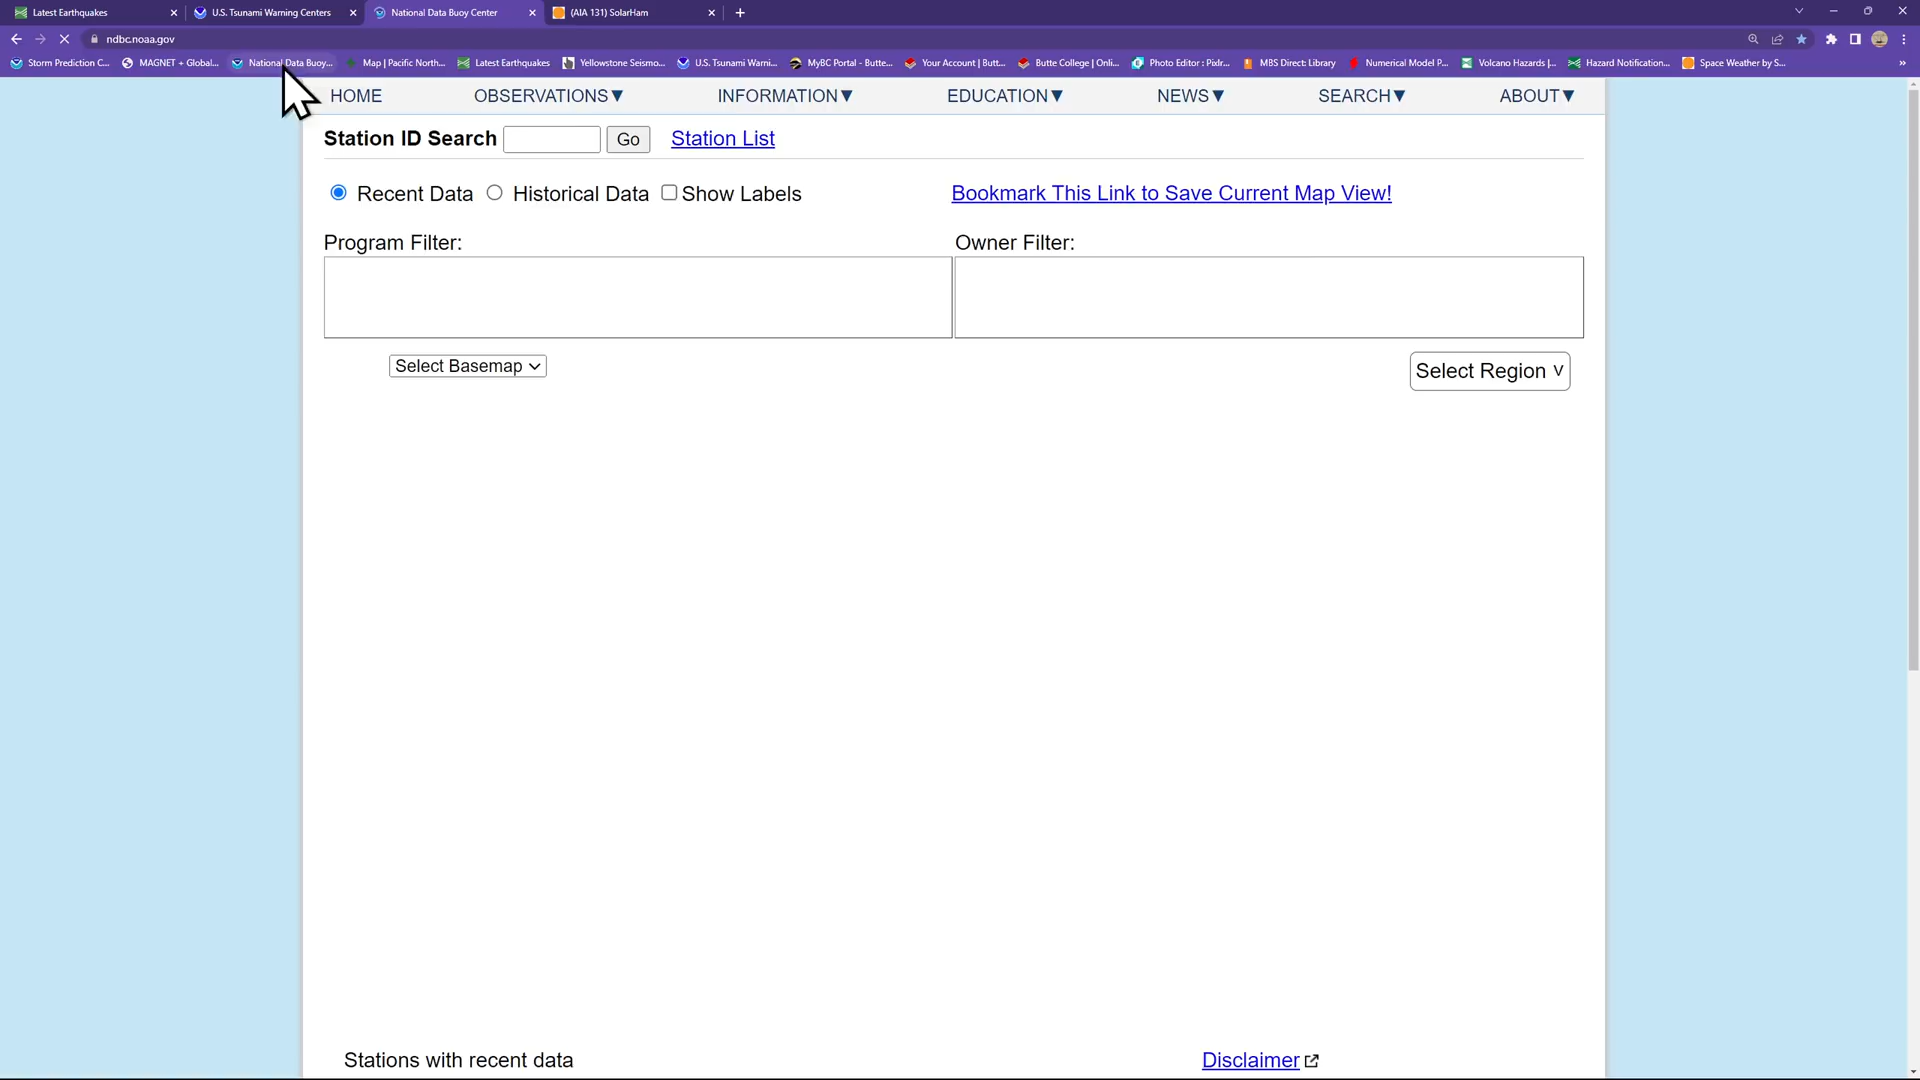 Latest Earthquakes
U.S. Tsunami Warning Centers
National Data Buoy Center
(AIA 131) SolarHam
ndbc.noaa.gov
Storm Prediction C...
MAGNET + Global...
National Data Buoy...
Map | Pacific North...
Latest Earthquakes
Yellowstone Seismo...
U.S. Tsunami Warni...
MyBC Portal - Butte...
Your Account | Butt...
Butte College | Onli...
Photo Editor : Pixlr...
MBS Direct: Library
Numerical Model P...
Volcano Hazards |...
Hazard Notification...
Space Weather by S...
HOME OBSERVATIONS▼ INFORMATION▼ EDUCATION▼ NEWS▼ SEARCH▼ ABOUT▼
Station ID Search Go Station List
Recent Data Historical Data Show Labels Bookmark This Link to Save Current Map View!
Program Filter: Owner Filter:
Select Basemap Select Region V
Stations with recent data Disclaimer